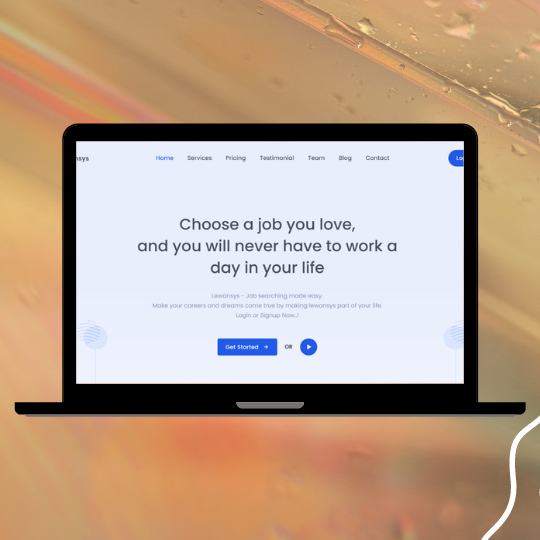 nsys
Home Services Pricing Testimonial Team Blog Contact
Choose a job you love,
and you will never have to work a
day in your life
Lewansys - Job searching made easy.
Make your careers and dreams come true by making lewansys part of your life.
Login or Signup Now..!
Get Started → OR